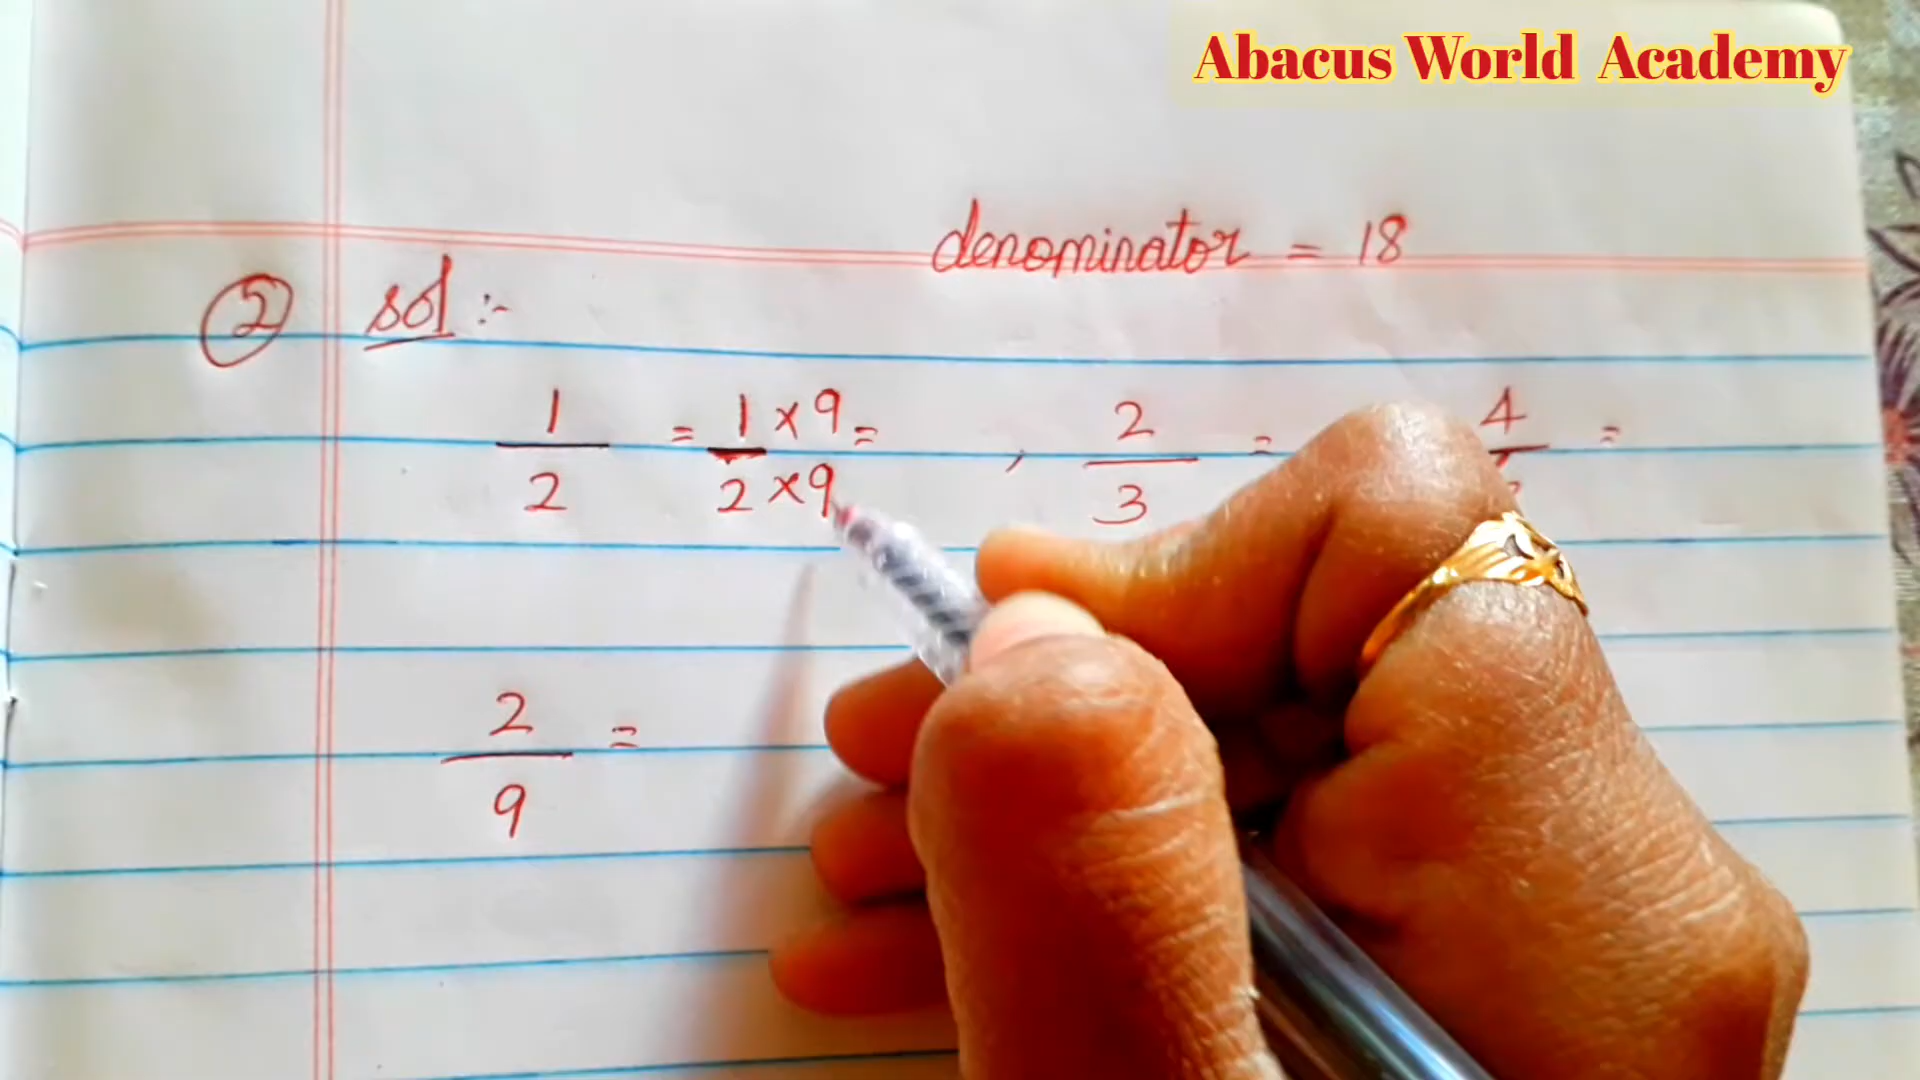 Abacus World Academy
denominator = 18
② sol :-
1/2 = 1 × 9/2 × 9 = , 2/3 = 4/ =
2/9 =